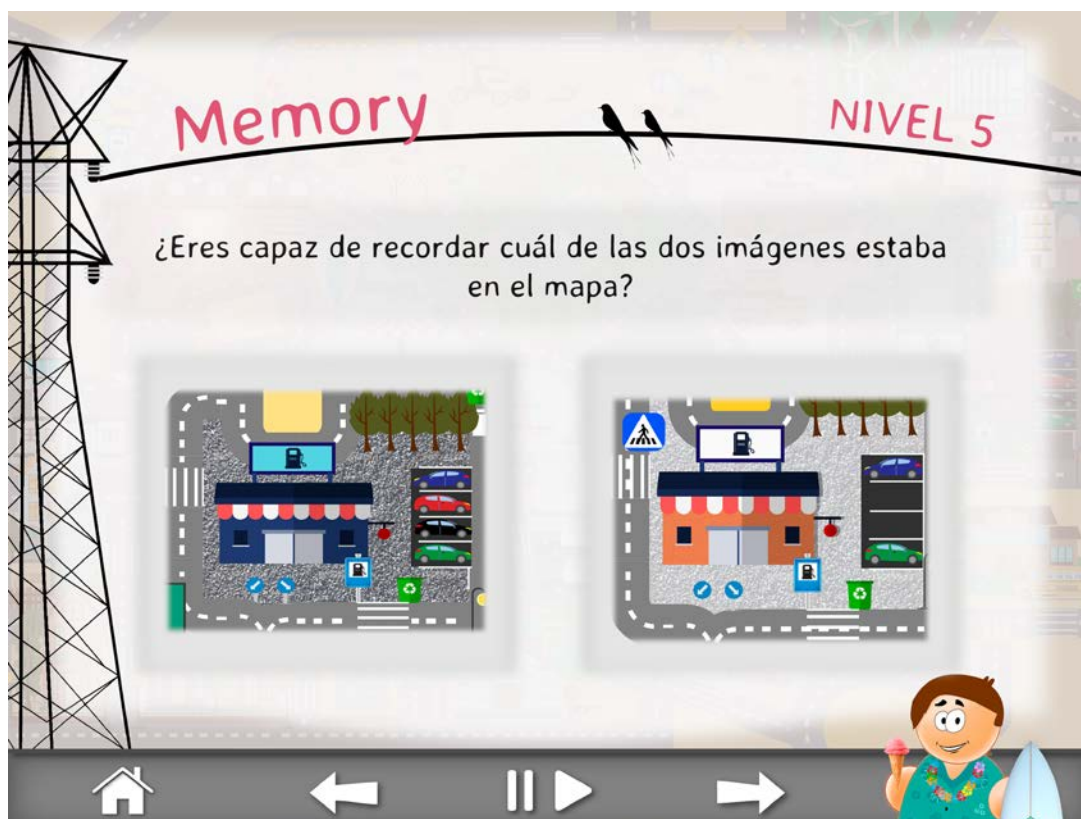 Memory
NIVEL 5
¿Eres capaz de recordar cuál de las dos imágenes estaba
en el mapa?